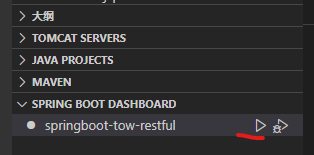 大纲
TOMCAT SERVERS
JAVA PROJECTS
MAVEN
SPRING BOOT DASHBOARD
springboot-tow-restful